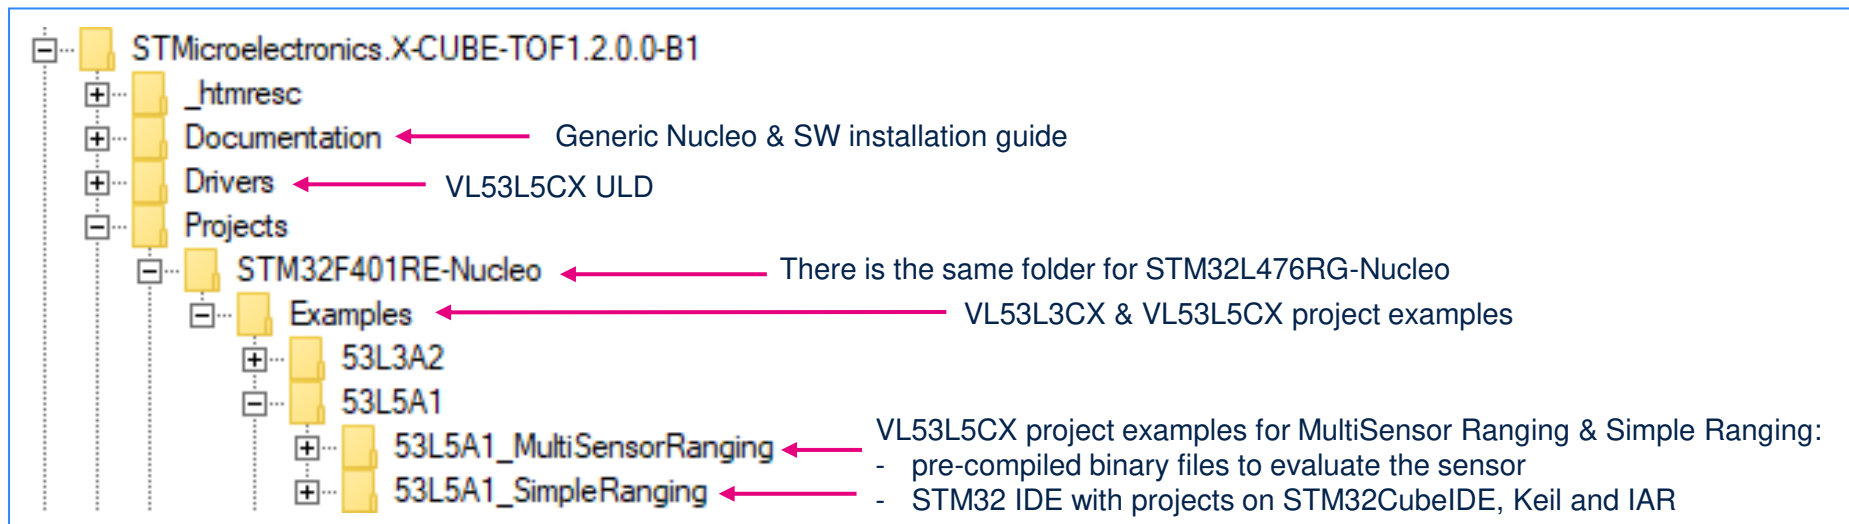 STMicroelectronics.X-CUBE-TOF1.2.0.0-B1
_htmresc
Documentation Generic Nucleo & SW installation guide
Drivers VL53L5CX ULD
Projects
STM32F401RE-Nucleo There is the same folder for STM32L476RG-Nucleo
Examples VL53L3CX & VL53L5CX project examples
53L3A2
53L5A1
53L5A1_MultiSensorRanging VL53L5CX project examples for MultiSensor Ranging & Simple Ranging:
- pre-compiled binary files to evaluate the sensor
53L5A1_SimpleRanging - STM32 IDE with projects on STM32CubeIDE, Keil and IAR